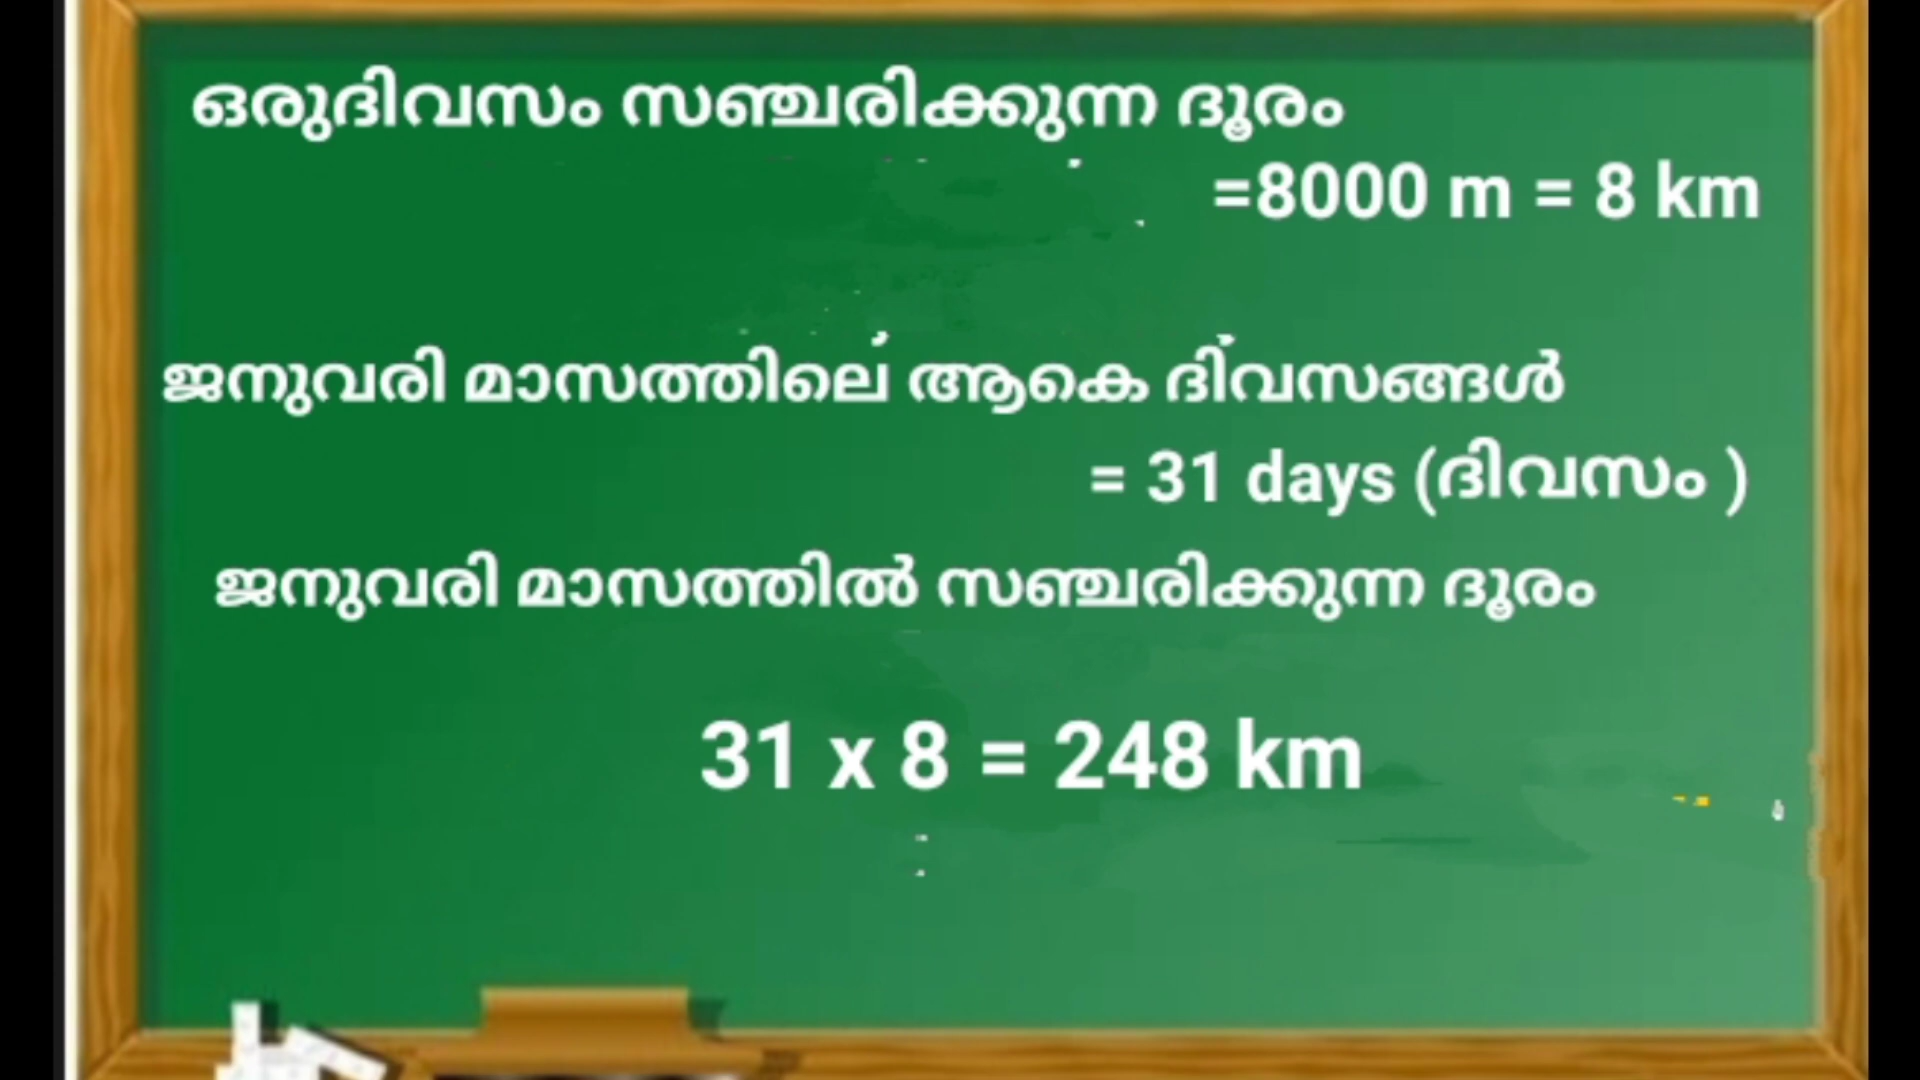 ഒരുദിവസം സഞ്ചരിക്കുന്ന ദൂരം
=8000 m = 8 km
ജനുവരി മാസത്തിലെ ആകെ ദിവസങ്ങൾ
= 31 days (ദിവസം )
ജനുവരി മാസത്തിൽ സഞ്ചരിക്കുന്ന ദൂരം
31 x 8 = 248 km